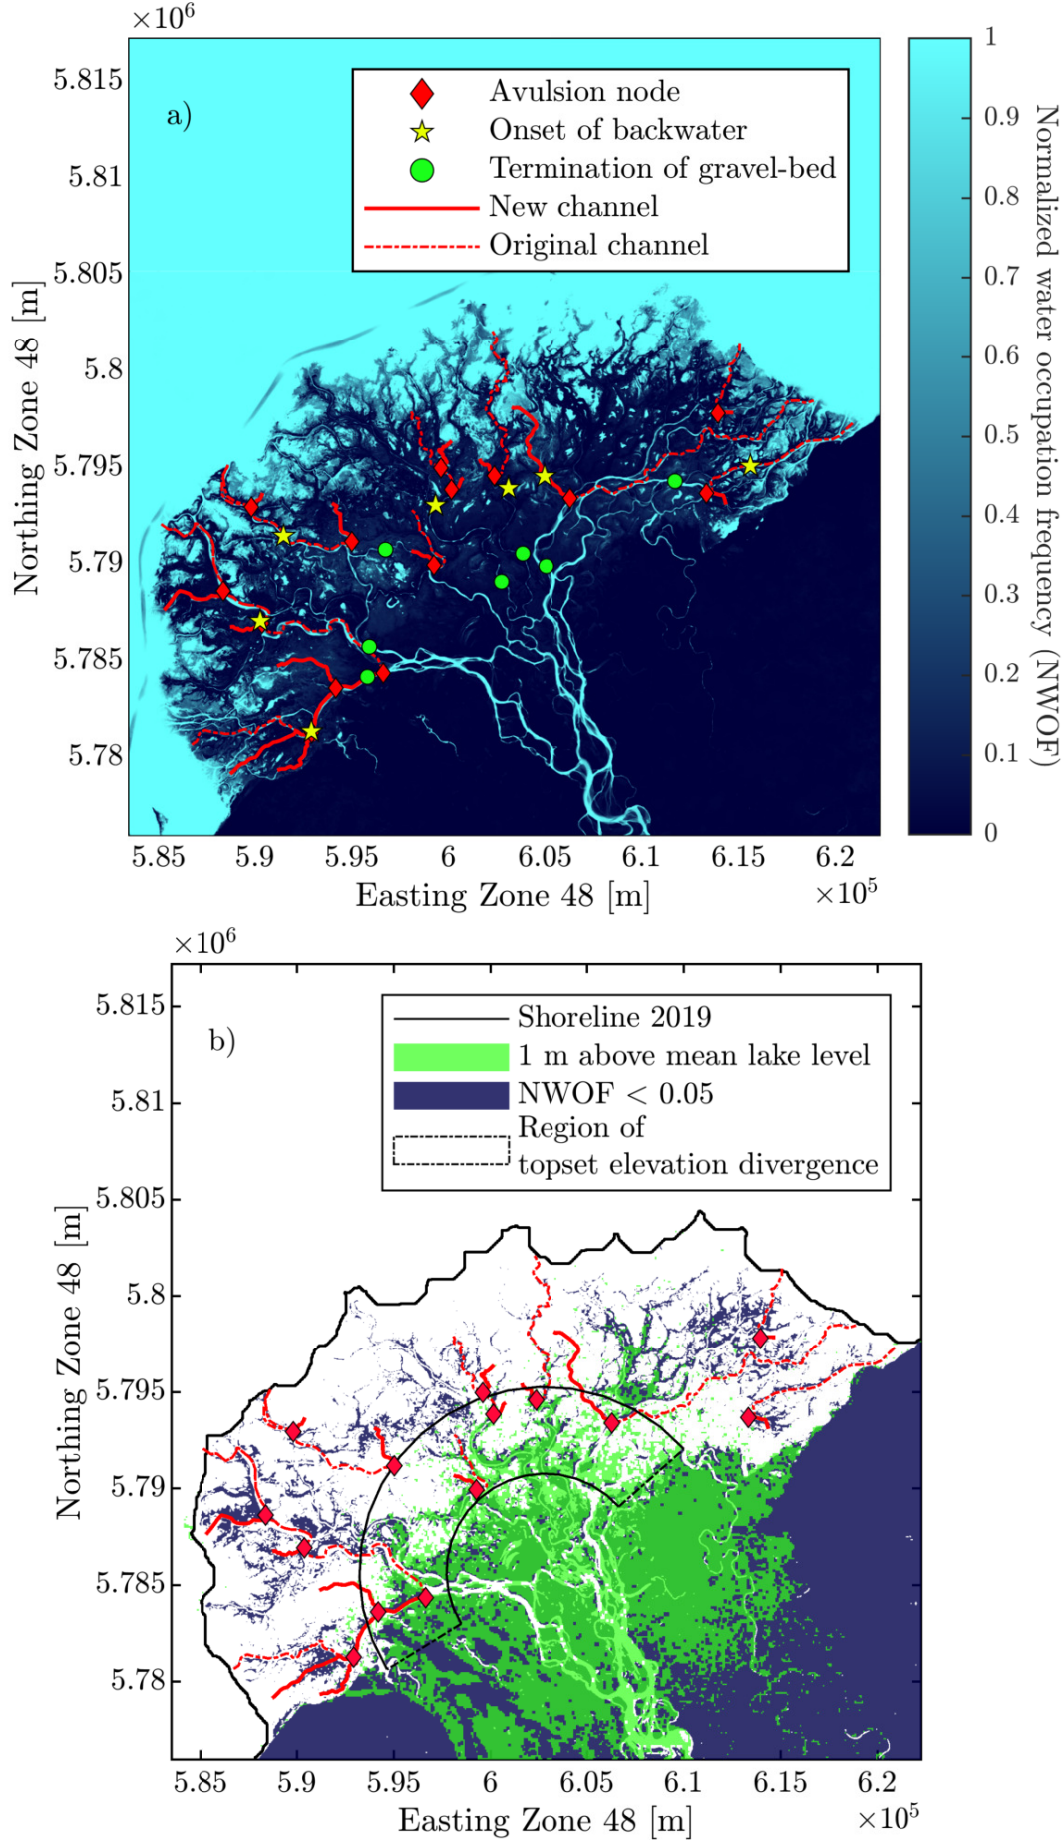 ×10⁶
5.815
5.81
5.805
5.8
5.795
5.79
5.785
5.78
Northing Zone 48 [m]
a)
Avulsion node
Onset of backwater
Termination of gravel-bed
New channel
Original channel
5.85 5.9 5.95 6 6.05 6.1 6.15 6.2
Easting Zone 48 [m]
×10⁵
1
0.9
0.8
0.7
0.6
0.5
0.4
0.3
0.2
0.1
0
Normalized water occupation frequency (NWOF)
×10⁶
5.815
5.81
5.805
5.8
5.795
5.79
5.785
5.78
Northing Zone 48 [m]
b)
Shoreline 2019
1 m above mean lake level
NWOF < 0.05
Region of
topset elevation divergence
5.85 5.9 5.95 6 6.05 6.1 6.15 6.2
Easting Zone 48 [m]
×10⁵